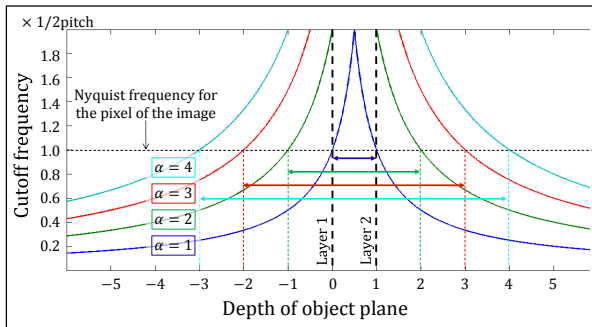 × 1/2pitch
Cutoff frequency
1.8
1.6
1.4
1.2
1.0
0.8
0.6
0.4
0.2
Nyquist frequency for
the pixel of the image
α = 4
α = 3
α = 2
α = 1
Layer 1
Layer 2
−5 −4 −3 −2 −1 0 1 2 3 4 5
Depth of object plane